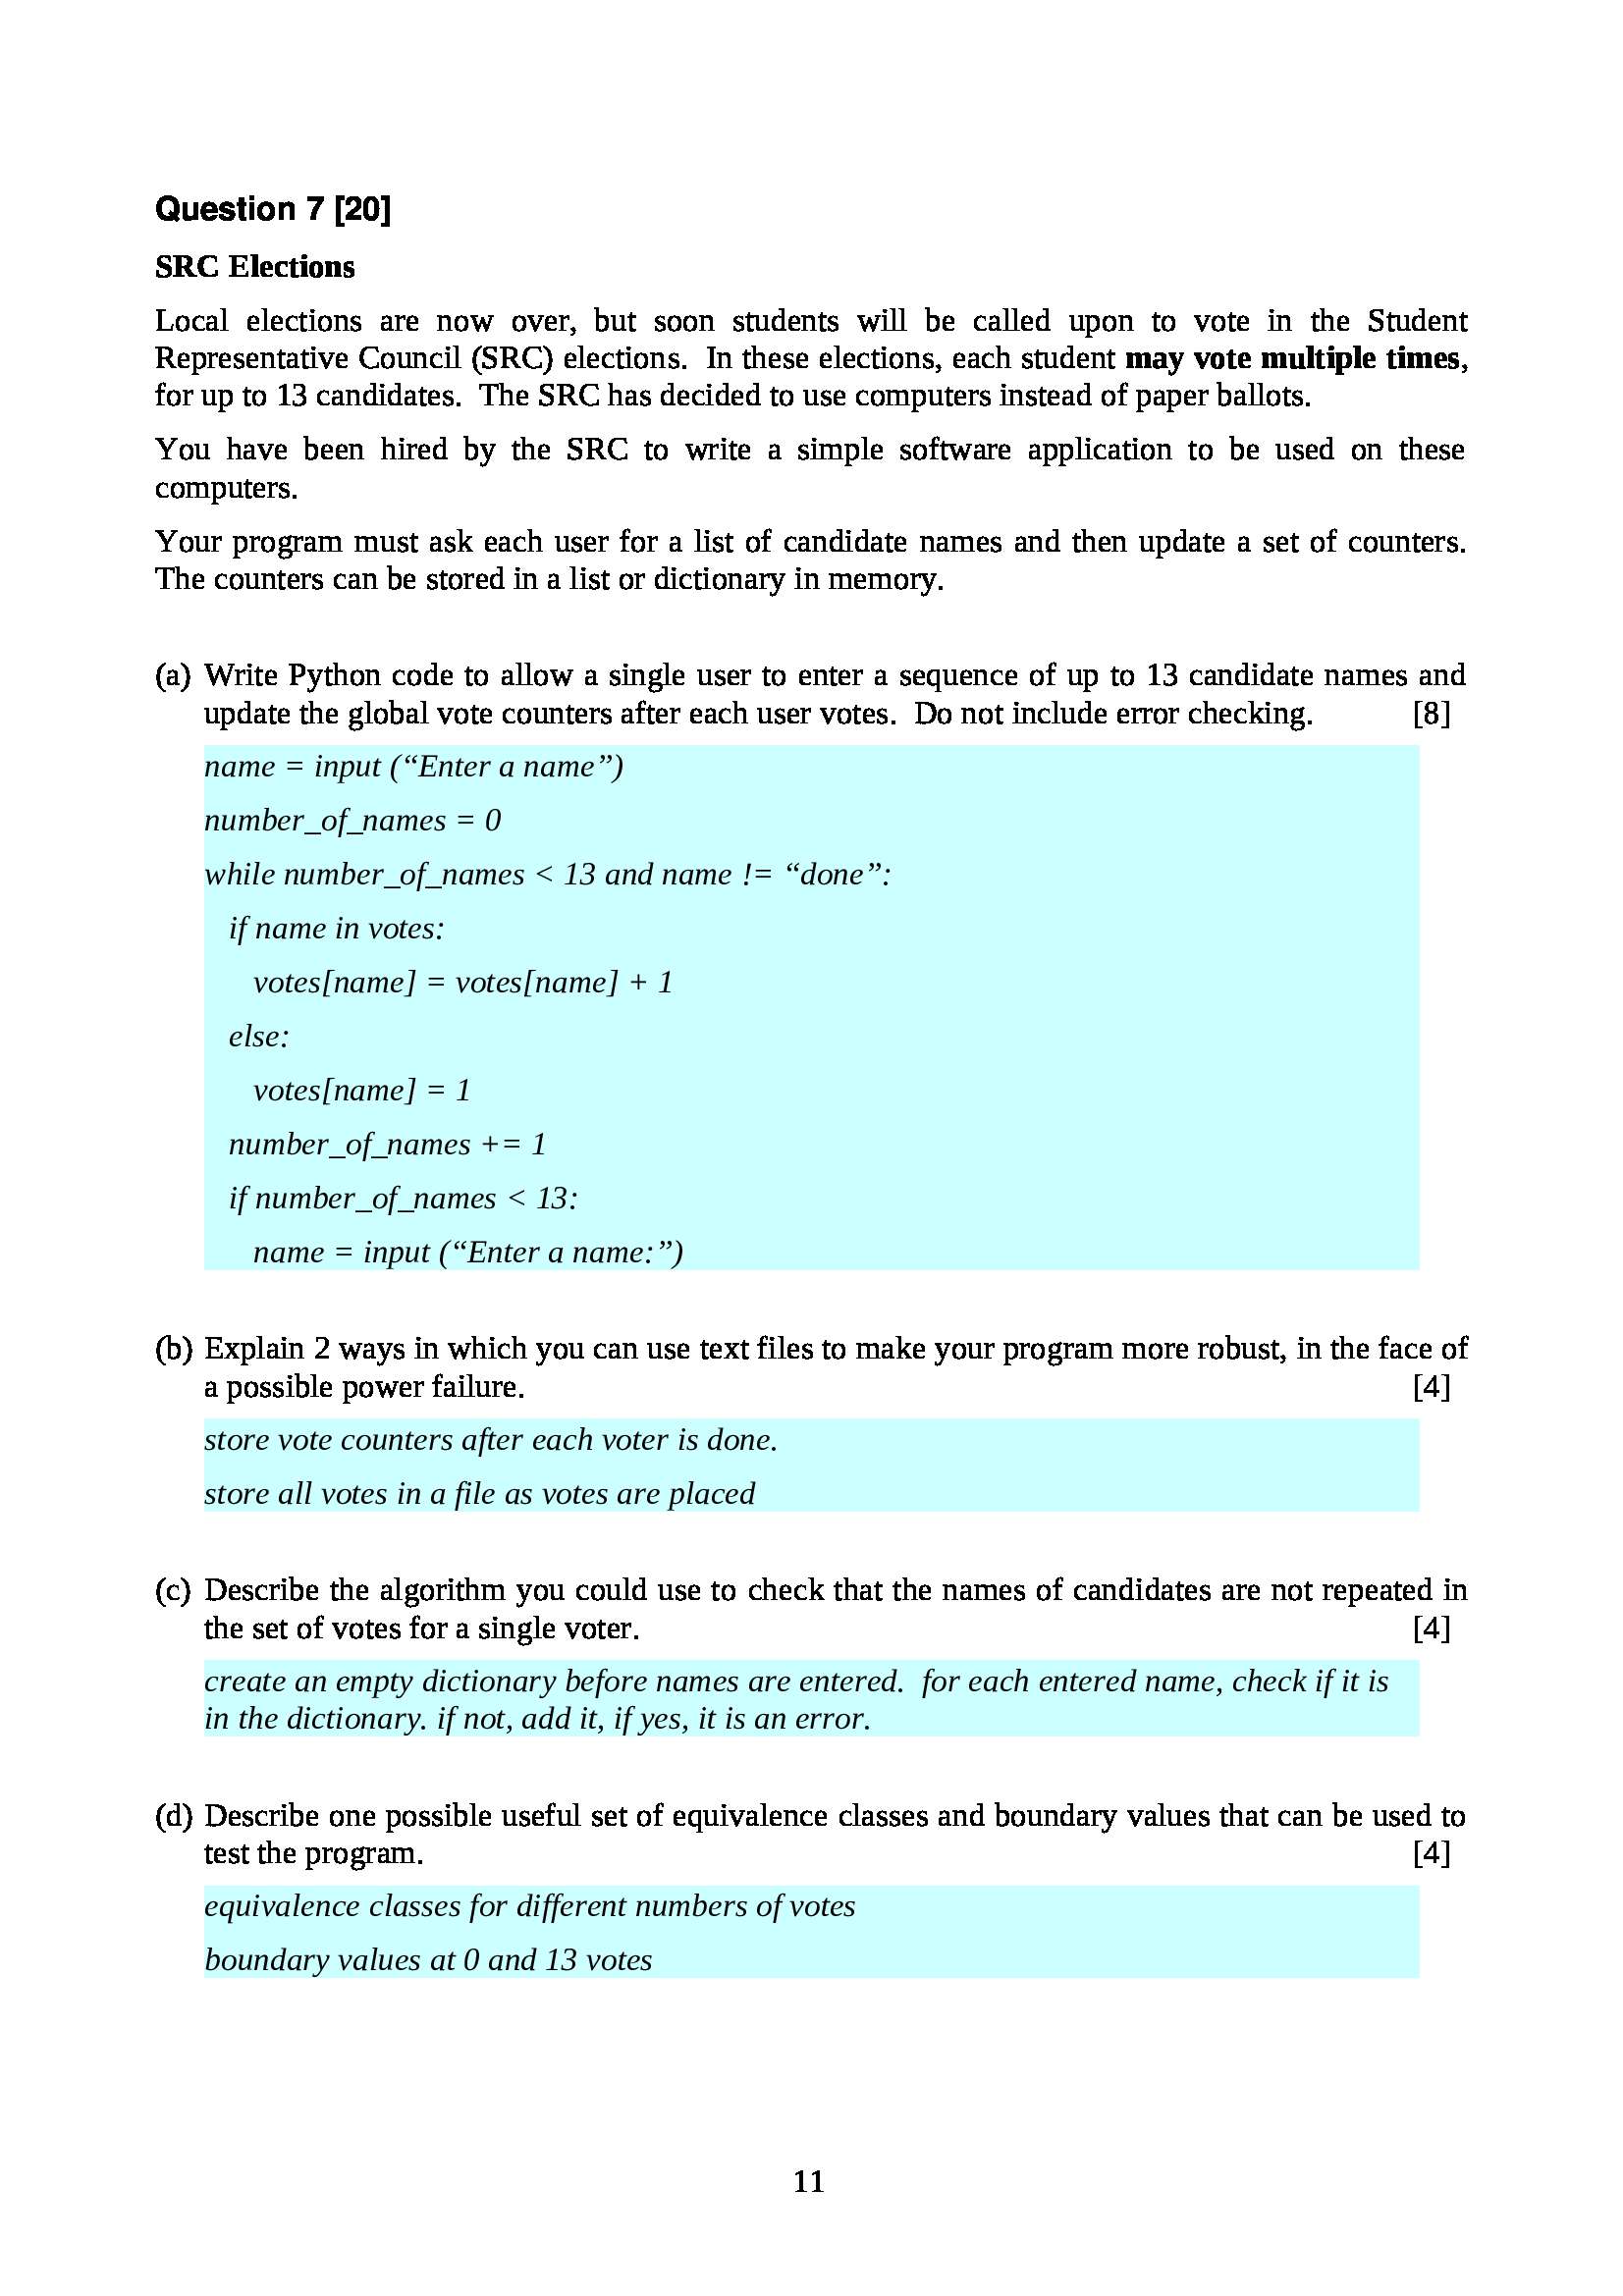 Question 7 [20]
SRC Elections
Local elections are now over, but soon students will be called upon to vote in the Student
Representative Council (SRC) elections.  In these elections, each student may vote multiple times,
for up to 13 candidates.  The SRC has decided to use computers instead of paper ballots.
You have been hired by the SRC to write a simple software application to be used on these
computers.
Your program must ask each user for a list of candidate names and then update a set of counters.
The counters can be stored in a list or dictionary in memory.
(a) Write Python code to allow a single user to enter a sequence of up to 13 candidate names and
update the global vote counters after each user votes.  Do not include error checking. [8]
name = input (“Enter a name”)
number_of_names = 0
while number_of_names < 13 and name != “done”:
if name in votes:
votes[name] = votes[name] + 1
else:
votes[name] = 1
number_of_names += 1
if number_of_names < 13:
name = input (“Enter a name:”)
(b) Explain 2 ways in which you can use text files to make your program more robust, in the face of
a possible power failure. [4]
store vote counters after each voter is done.
store all votes in a file as votes are placed
(c) Describe the algorithm you could use to check that the names of candidates are not repeated in
the set of votes for a single voter. [4]
create an empty dictionary before names are entered.  for each entered name, check if it is
in the dictionary. if not, add it, if yes, it is an error.
(d) Describe one possible useful set of equivalence classes and boundary values that can be used to
test the program. [4]
equivalence classes for different numbers of votes
boundary values at 0 and 13 votes
11